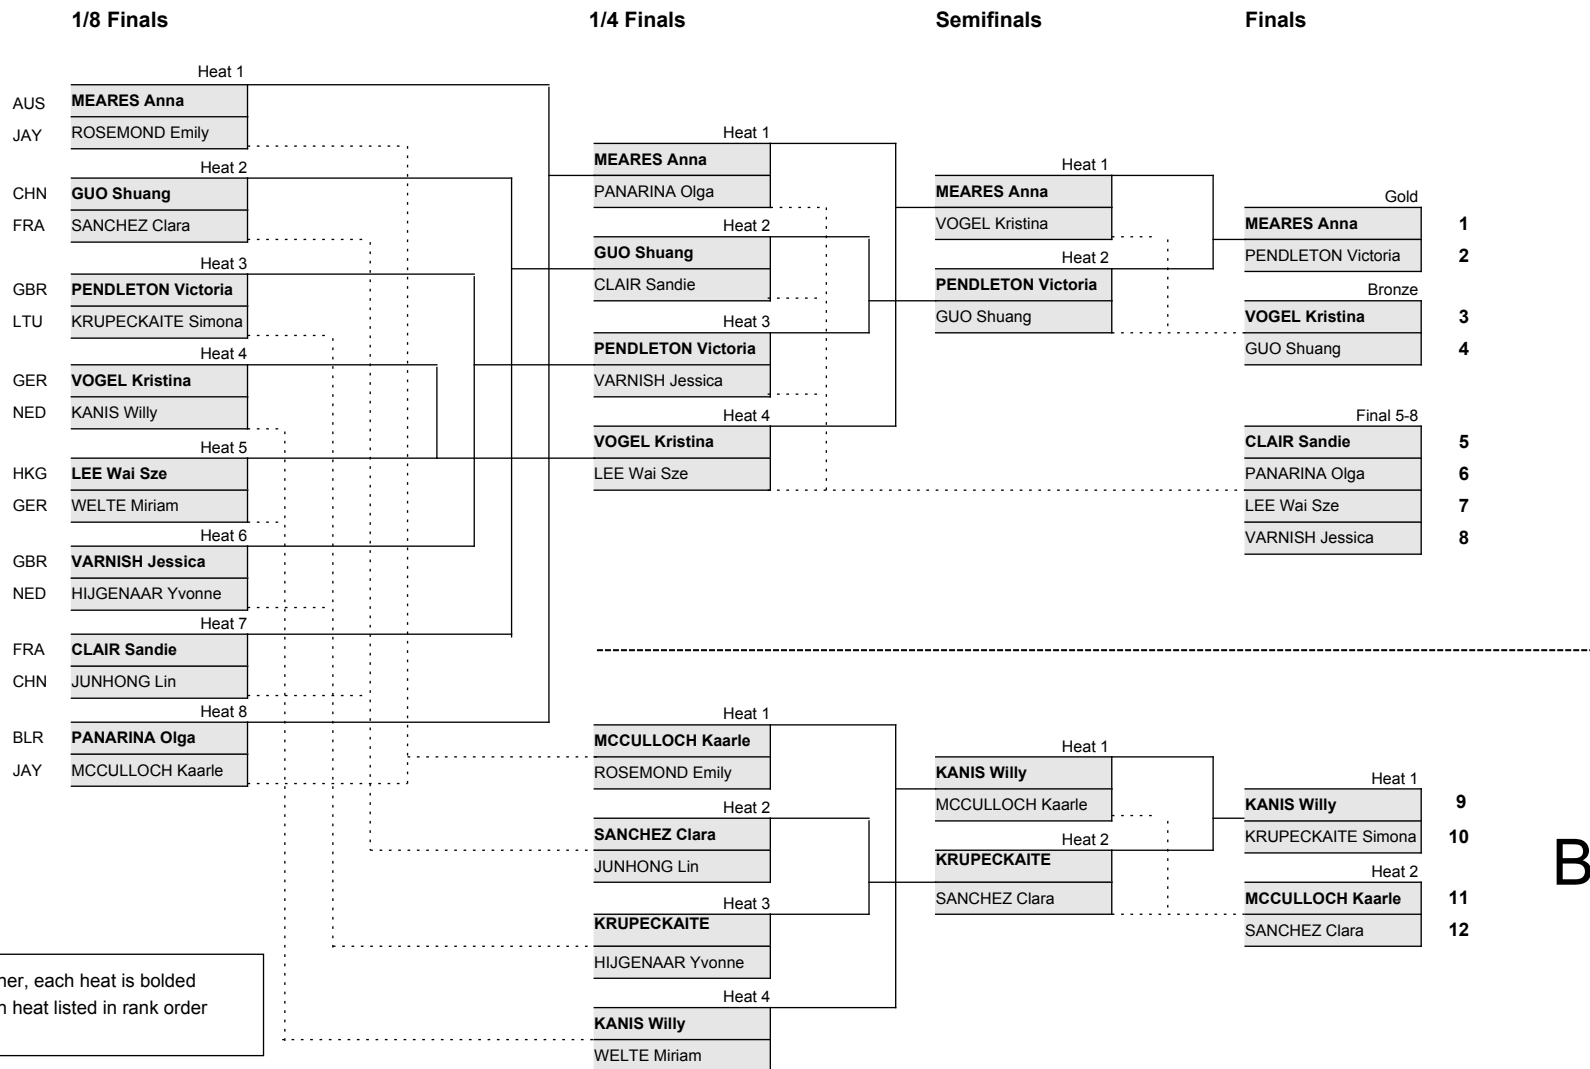 1/8 Finals
1/4 Finals
Semifinals
Finals
Heat 1
AUS MEARES Anna
JAY ROSEMOND Emily
Heat 2
CHN GUO Shuang
FRA SANCHEZ Clara
Heat 3
GBR PENDLETON Victoria
LTU KRUPECKAITE Simona
Heat 4
GER VOGEL Kristina
NED KANIS Willy
Heat 5
HKG LEE Wai Sze
GER WELTE Miriam
Heat 6
GBR VARNISH Jessica
NED HIJGENAAR Yvonne
Heat 7
FRA CLAIR Sandie
CHN JUNHONG Lin
Heat 8
BLR PANARINA Olga
JAY MCCULLOCH Kaarle
Heat 1
MEARES Anna
PANARINA Olga
Heat 2
GUO Shuang
CLAIR Sandie
Heat 3
PENDLETON Victoria
VARNISH Jessica
Heat 4
VOGEL Kristina
LEE Wai Sze
Heat 1
MEARES Anna
VOGEL Kristina
Heat 2
PENDLETON Victoria
GUO Shuang
Gold
MEARES Anna 1
PENDLETON Victoria 2
Bronze
VOGEL Kristina 3
GUO Shuang 4
Final 5-8
CLAIR Sandie 5
PANARINA Olga 6
LEE Wai Sze 7
VARNISH Jessica 8
Heat 1
MCCULLOCH Kaarle
ROSEMOND Emily
Heat 2
SANCHEZ Clara
JUNHONG Lin
Heat 3
KRUPECKAITE
HIJGENAAR Yvonne
Heat 4
KANIS Willy
WELTE Miriam
Heat 1
KANIS Willy
MCCULLOCH Kaarle
Heat 2
KRUPECKAITE
SANCHEZ Clara
Heat 1
KANIS Willy 9
KRUPECKAITE Simona 10
Heat 2
MCCULLOCH Kaarle 11
SANCHEZ Clara 12
B
her, each heat is bolded
heat listed in rank order